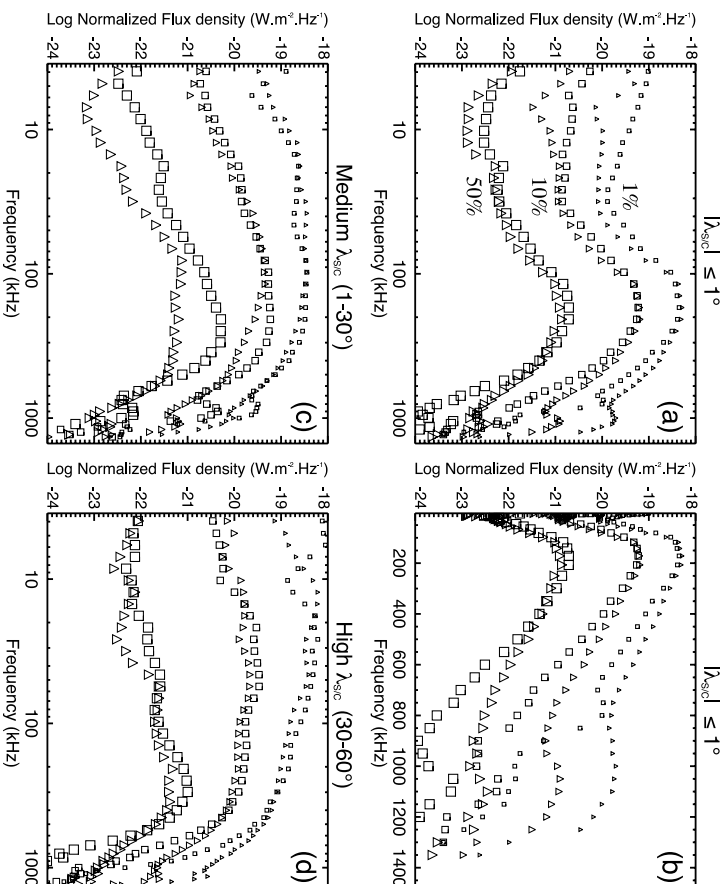 |λS/C| ≤ 1°
(a)
Log Normalized Flux density (W.m⁻².Hz⁻¹)
-18
-19
-20
-21
-22
-23
-24
1%
10%
50%
10
100
1000
Frequency (kHz)
|λS/C| ≤ 1°
(b)
Log Normalized Flux density (W.m⁻².Hz⁻¹)
-18
-19
-20
-21
-22
-23
-24
200 400 600 800 1000 1200 1400
Frequency (kHz)
Medium λS/C (1-30°)
(c)
Log Normalized Flux density (W.m⁻².Hz⁻¹)
-18
-19
-20
-21
-22
-23
-24
10
100
1000
Frequency (kHz)
High λS/C (30-60°)
(d)
Log Normalized Flux density (W.m⁻².Hz⁻¹)
-18
-19
-20
-21
-22
-23
-24
10
100
1000
Frequency (kHz)